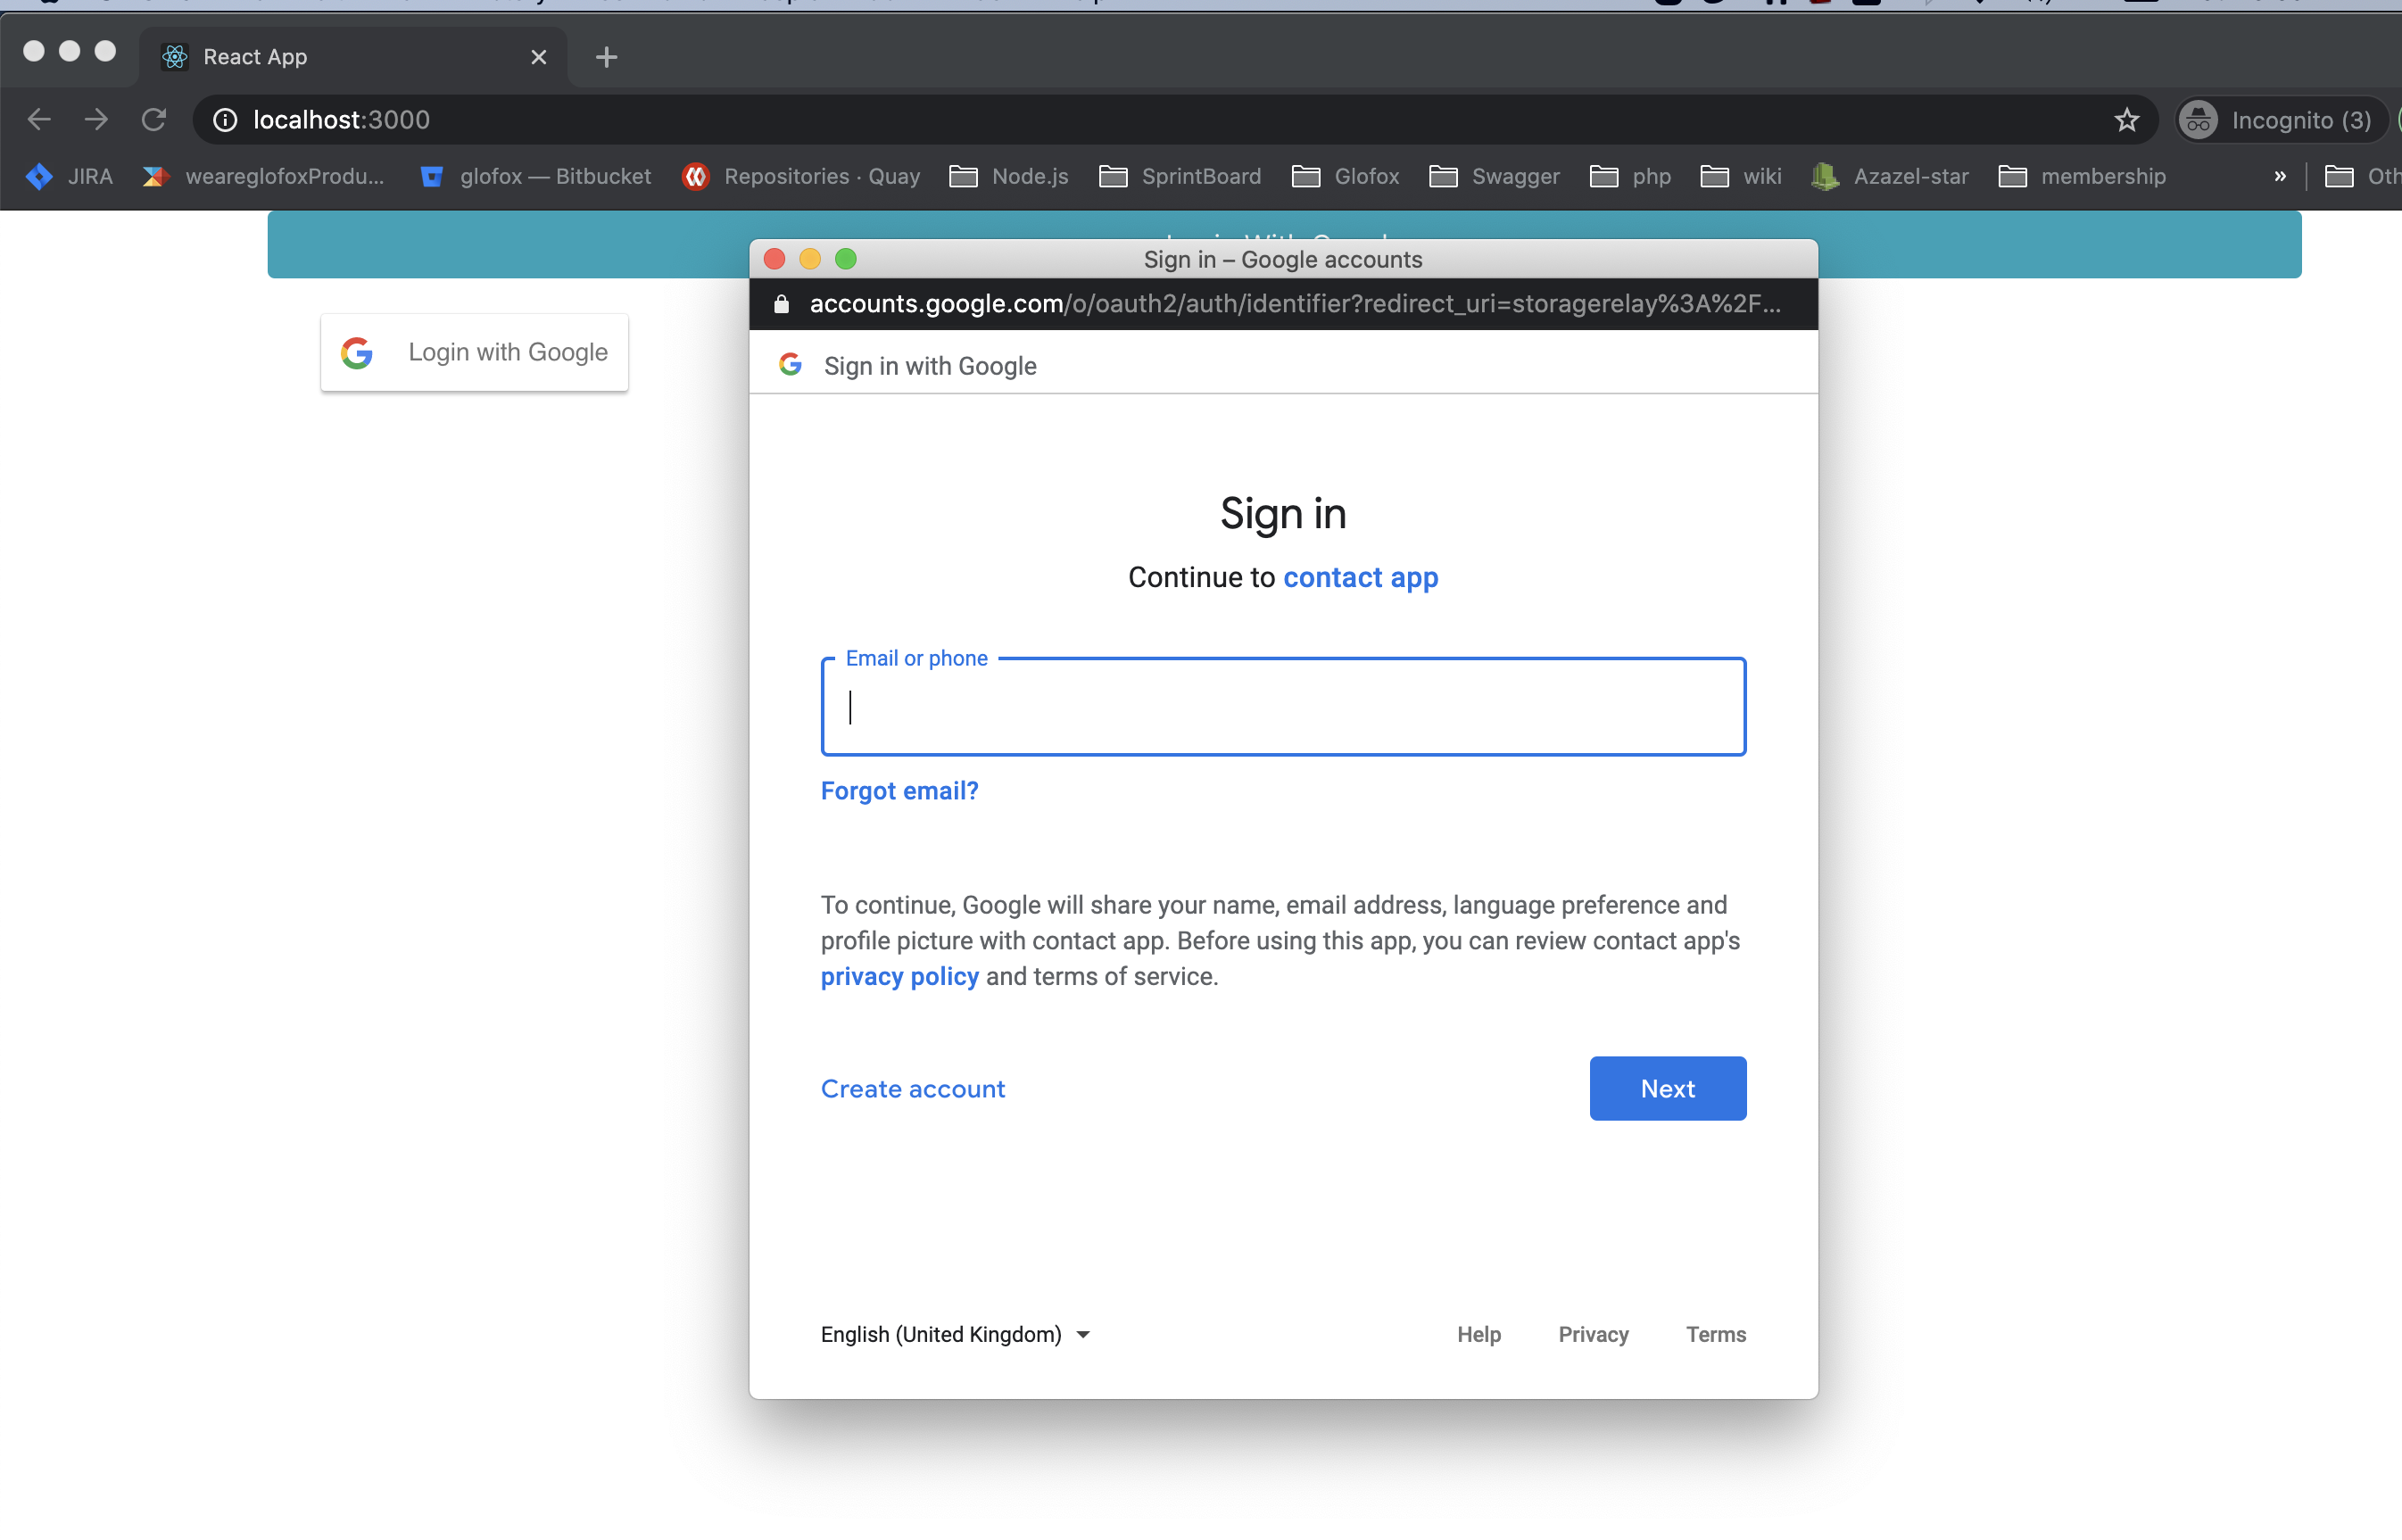 React App
localhost:3000
Incognito (3)
JIRA
weareglofoxProdu...
glofox — Bitbucket
Repositories · Quay
Node.js
SprintBoard
Glofox
Swagger
php
wiki
Azazel-star
membership
»
Sign in – Google accounts
accounts.google.com/o/oauth2/auth/identifier?redirect_uri=storagerelay%3A%2F...
Login with Google
Sign in with Google
Sign in
Continue to contact app
Email or phone
Forgot email?
To continue, Google will share your name, email address, language preference and
profile picture with contact app. Before using this app, you can review contact app's
privacy policy and terms of service.
Create account
Next
English (United Kingdom)
Help
Privacy
Terms